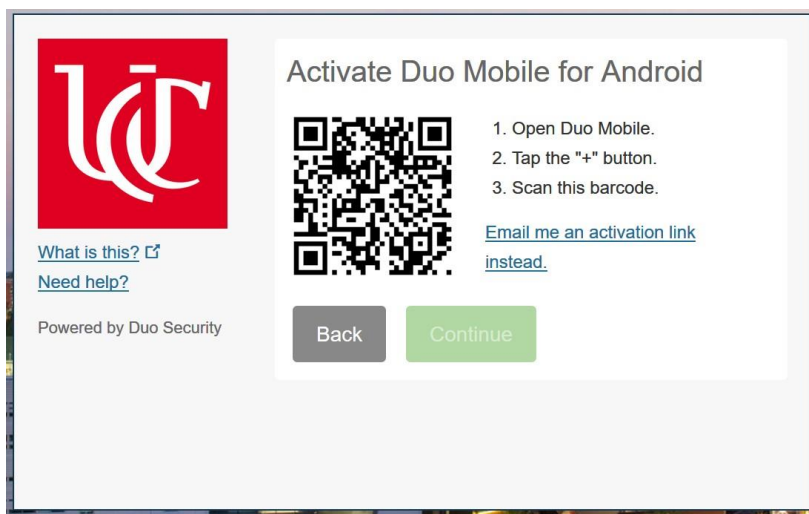 UC
Activate Duo Mobile for Android
1. Open Duo Mobile.
2. Tap the "+" button.
3. Scan this barcode.
Email me an activation link
instead.
What is this?
Need help?
Powered by Duo Security
Back
Continue